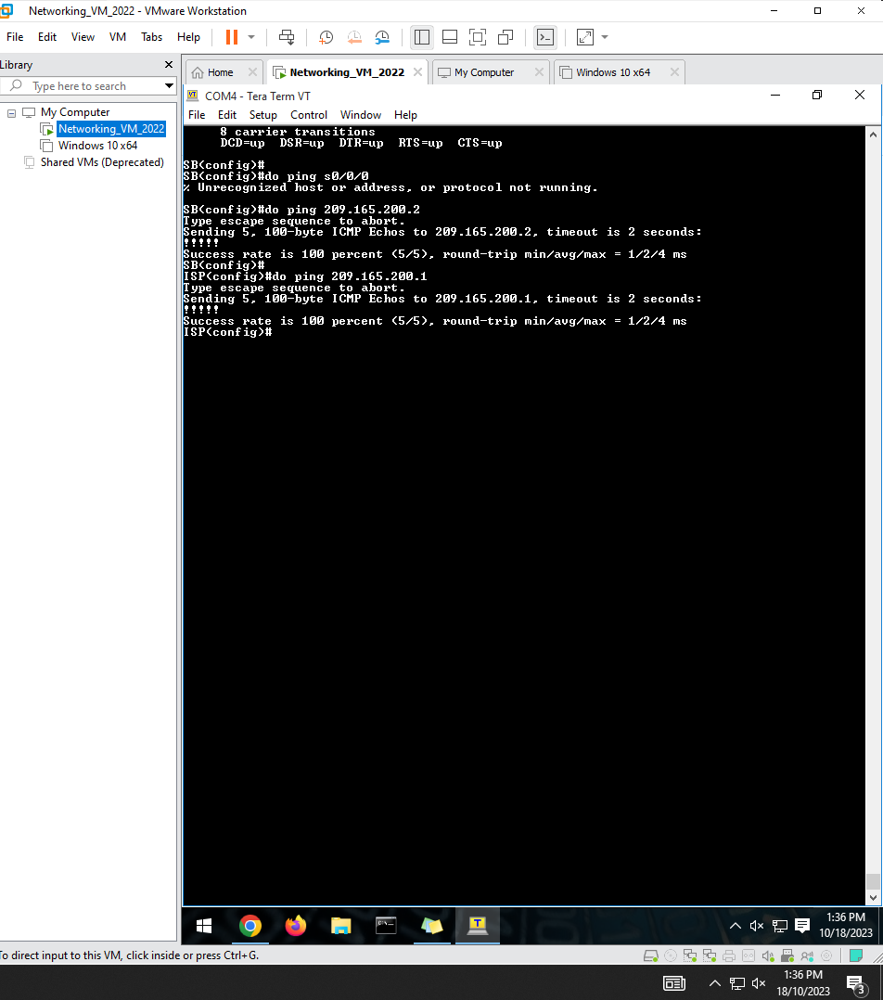 Networking_VM_2022 - VMware Workstation
File Edit View VM Tabs Help
Library
Type here to search
My Computer
Networking_VM_2022
Windows 10 x64
Shared VMs (Deprecated)
Home Networking_VM_2022 My Computer Windows 10 x64
VT COM4 - Tera Term VT
File Edit Setup Control Window Help
8 carrier transitions
DCD=up DSR=up DTR=up RTS=up CTS=up
SB(config)#
SB(config)#do ping s0/0/0
% Unrecognized host or address, or protocol not running.
SB(config)#do ping 209.165.200.2
Type escape sequence to abort.
Sending 5, 100-byte ICMP Echos to 209.165.200.2, timeout is 2 seconds:
!!!!!
Success rate is 100 percent (5/5), round-trip min/avg/max = 1/2/4 ms
SB(config)#
ISP(config)#do ping 209.165.200.1
Type escape sequence to abort.
Sending 5, 100-byte ICMP Echos to 209.165.200.1, timeout is 2 seconds:
!!!!!
Success rate is 100 percent (5/5), round-trip min/avg/max = 1/2/4 ms
ISP(config)#
T
1:36 PM
10/18/2023
To direct input to this VM, click inside or press Ctrl+G.
1:36 PM
18/10/2023
3